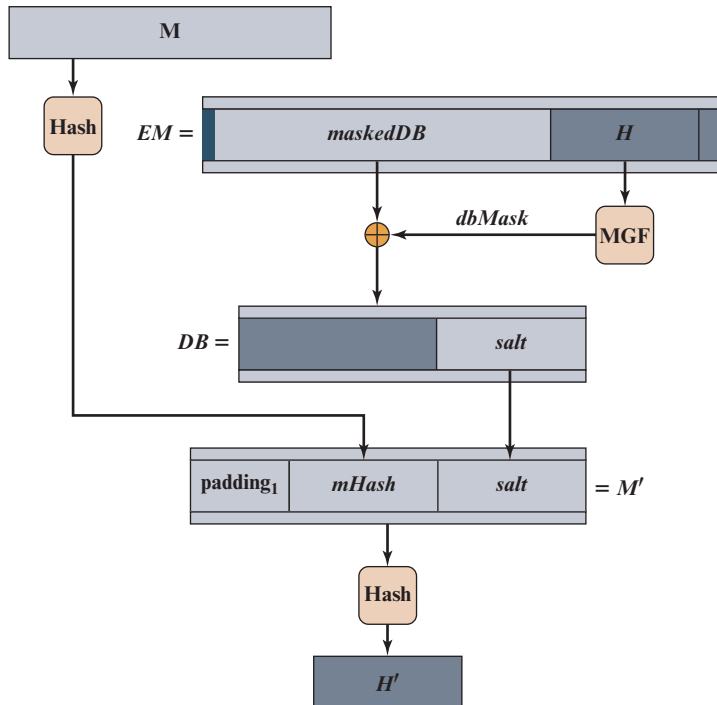 M
Hash
EM = maskedDB H
dbMask
MGF
DB = salt
padding₁ mHash salt = M′
Hash
H′